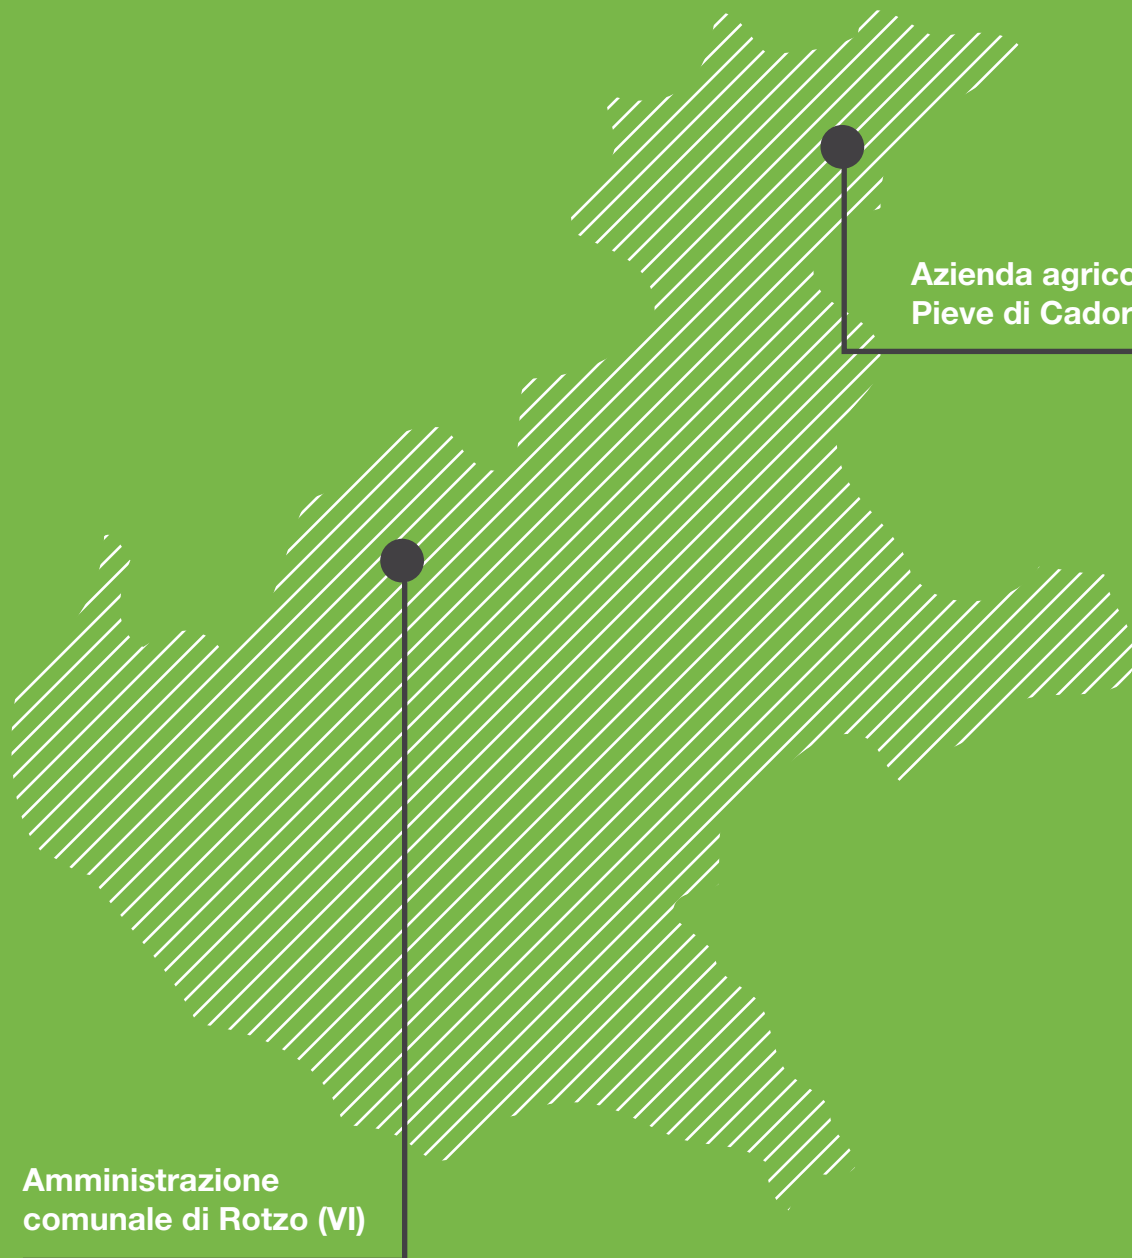 Azienda agrico
Pieve di Cador
Amministrazione
comunale di Rotzo (VI)